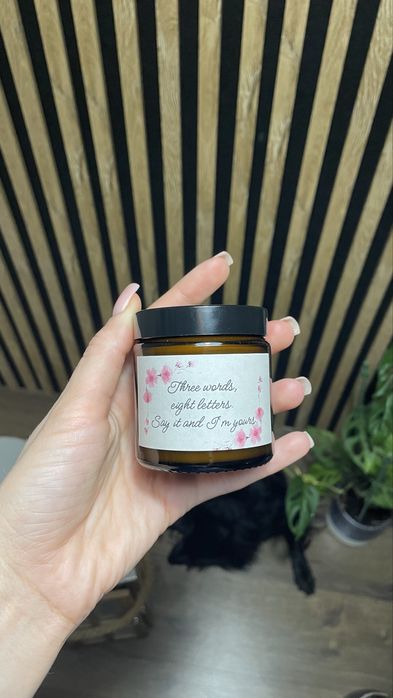 Three words,
eight letters.
Say it and I'm yours.